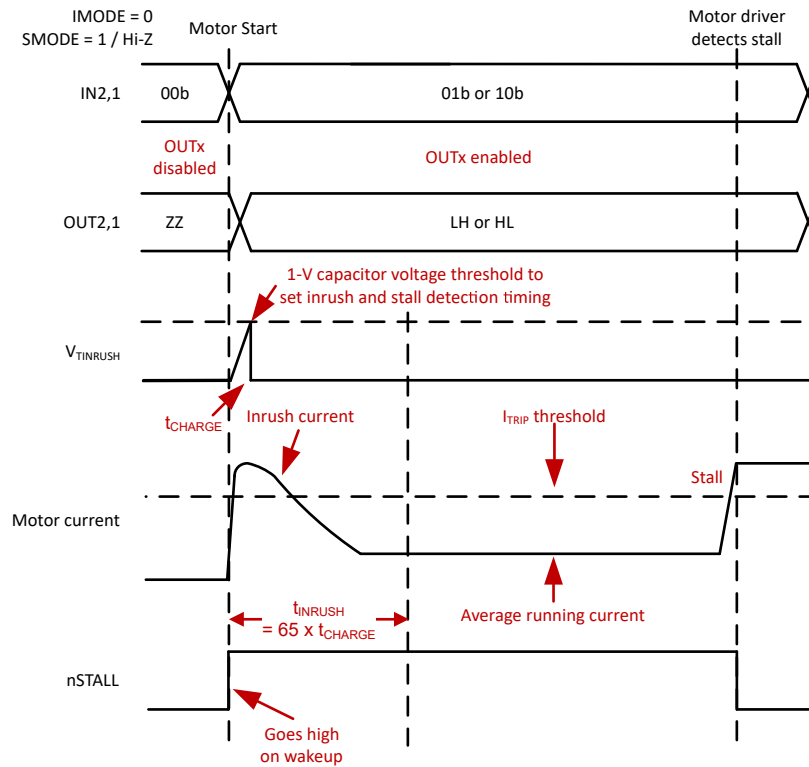 IMODE = 0
SMODE = 1 / Hi-Z
Motor Start
Motor driver
detects stall
IN2,1
00b
01b or 10b
OUTx
disabled
OUTx enabled
OUT2,1
ZZ
LH or HL
1-V capacitor voltage threshold to
set inrush and stall detection timing
VTINRUSH
tCHARGE
Inrush current
ITRIP threshold
Stall
Motor current
tINRUSH
= 65 x tCHARGE
Average running current
nSTALL
Goes high
on wakeup